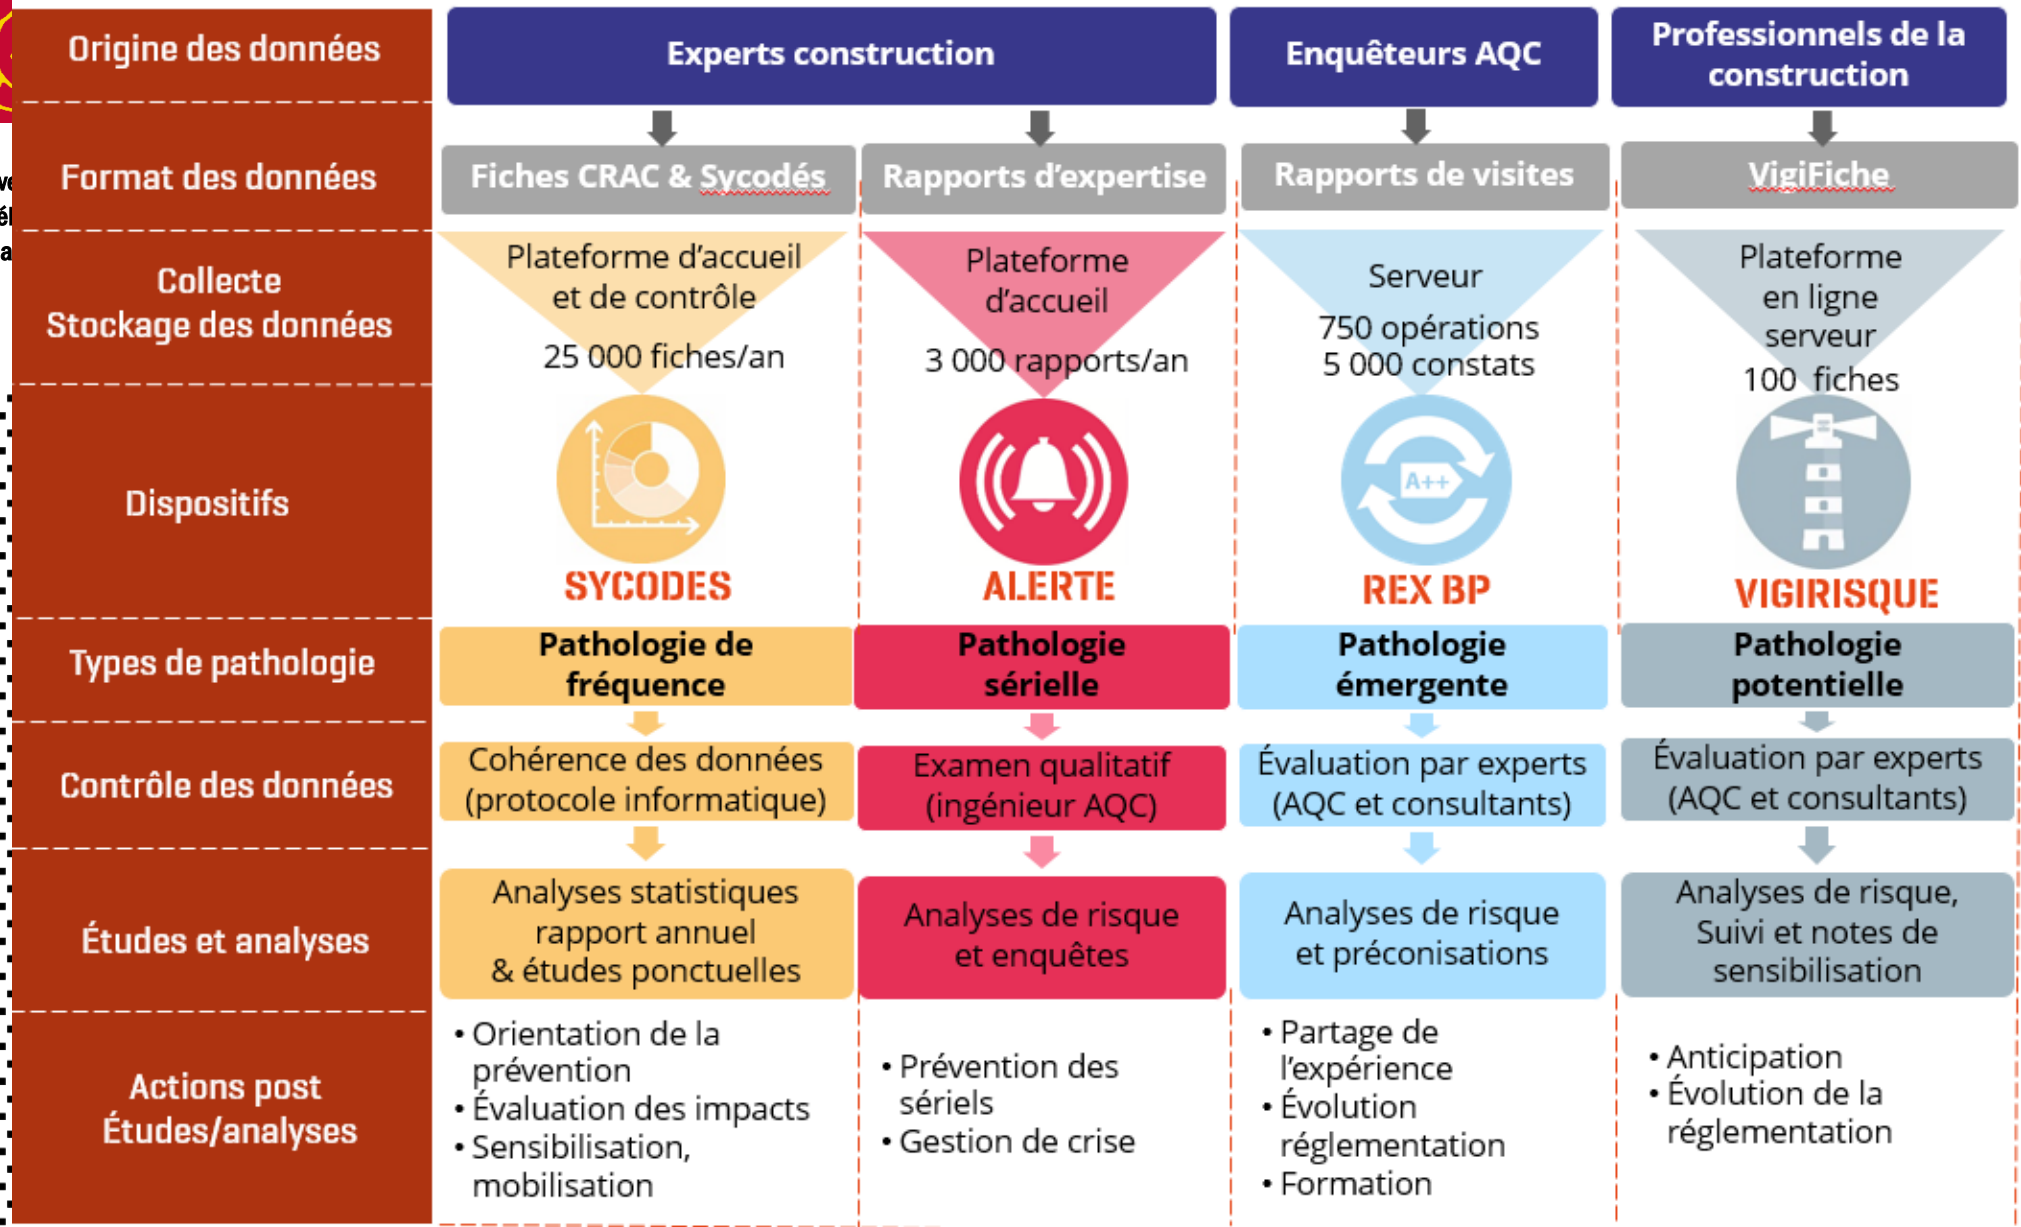 Origine des données
Experts construction
Enquêteurs AQC
Professionnels de la
construction
Format des données
Fiches CRAC & Sycodés
Rapports d’expertise
Rapports de visites
VigiFiche
Collecte
Stockage des données
Plateforme d’accueil
et de contrôle
25 000 fiches/an
Plateforme
d’accueil
3 000 rapports/an
Serveur
750 opérations
5 000 constats
Plateforme
en ligne
serveur
100 fiches
Dispositifs
A++
SYCODES
ALERTE
REX BP
VIGIRISQUE
Types de pathologie
Pathologie de
fréquence
Pathologie
sérielle
Pathologie
émergente
Pathologie
potentielle
Contrôle des données
Cohérence des données
(protocole informatique)
Examen qualitatif
(ingénieur AQC)
Évaluation par experts
(AQC et consultants)
Évaluation par experts
(AQC et consultants)
Études et analyses
Analyses statistiques
rapport annuel
& études ponctuelles
Analyses de risque
et enquêtes
Analyses de risque
et préconisations
Analyses de risque,
Suivi et notes de
sensibilisation
Actions post
Études/analyses
• Orientation de la
prévention
• Évaluation des impacts
• Sensibilisation,
mobilisation
• Prévention des
sériels
• Gestion de crise
• Partage de
l’expérience
• Évolution
réglementation
• Formation
• Anticipation
• Évolution de la
réglementation